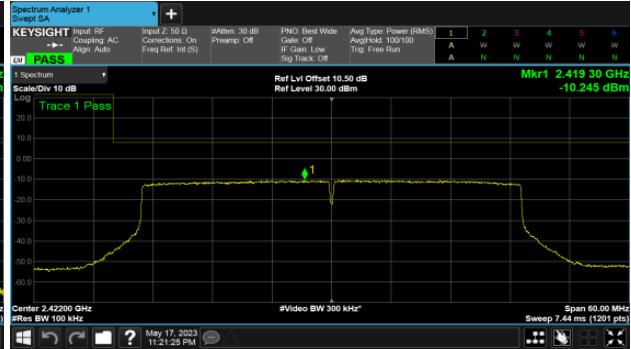 Spectrum Analyzer 1
Swept SA
KEYSIGHT Input: RF Input Z: 50 Ω #Atten: 30 dB PNO: Best Wide Avg Type: Power (RMS) 1 2 3 4 5 6
Coupling: AC Corrections: On Preamp: Off Gate: Off Avg|Hold: 100/100 A W W W W W
Align: Auto Freq Ref: Int (S) IF Gain: Low Trig: Free Run
Sig Track: Off A N N N N N
LXI PASS
1 Spectrum Ref Lvl Offset 10.50 dB Mkr1 2.419 30 GHz
Scale/Div 10 dB Ref Level 30.00 dBm -10.245 dBm
Log
Trace 1 Pass
20.0
10.0
0.00
1
-10.0
-20.0
-30.0
-40.0
-50.0
-60.0
Center 2.42200 GHz #Video BW 300 kHz* Span 60.00 MHz
#Res BW 100 kHz Sweep 7.44 ms (1201 pts)
May 17, 2023
11:21:25 PM